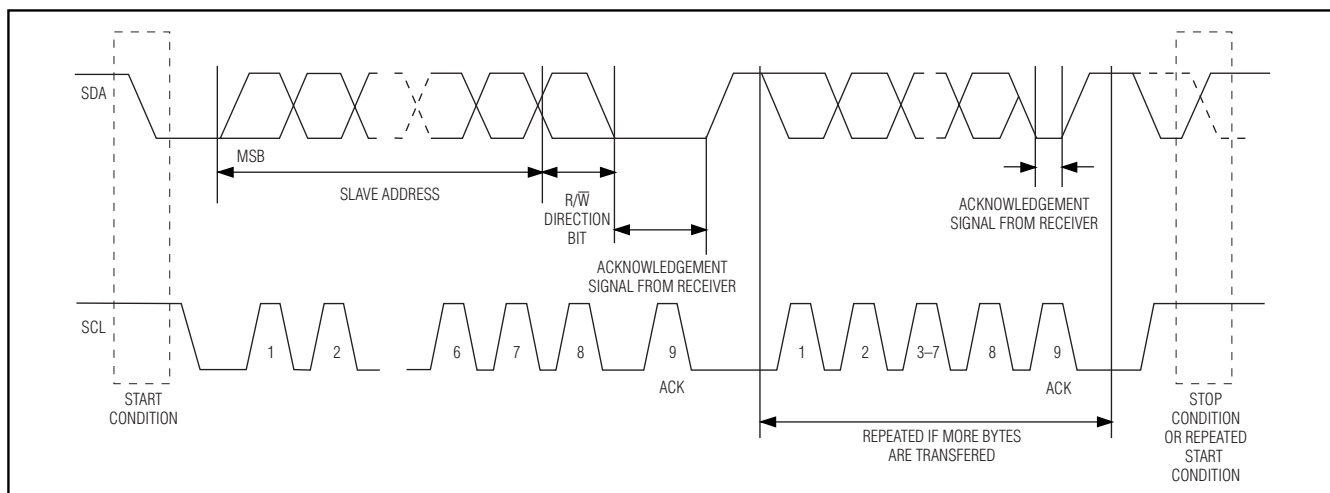 SDA
MSB
SLAVE ADDRESS
R/W̅
DIRECTION
BIT
ACKNOWLEDGEMENT
SIGNAL FROM RECEIVER
ACKNOWLEDGEMENT
SIGNAL FROM RECEIVER
SCL
1
2
6
7
8
9
1
2
3–7
8
9
ACK
ACK
START
CONDITION
REPEATED IF MORE BYTES
ARE TRANSFERED
STOP
CONDITION
OR REPEATED
START
CONDITION